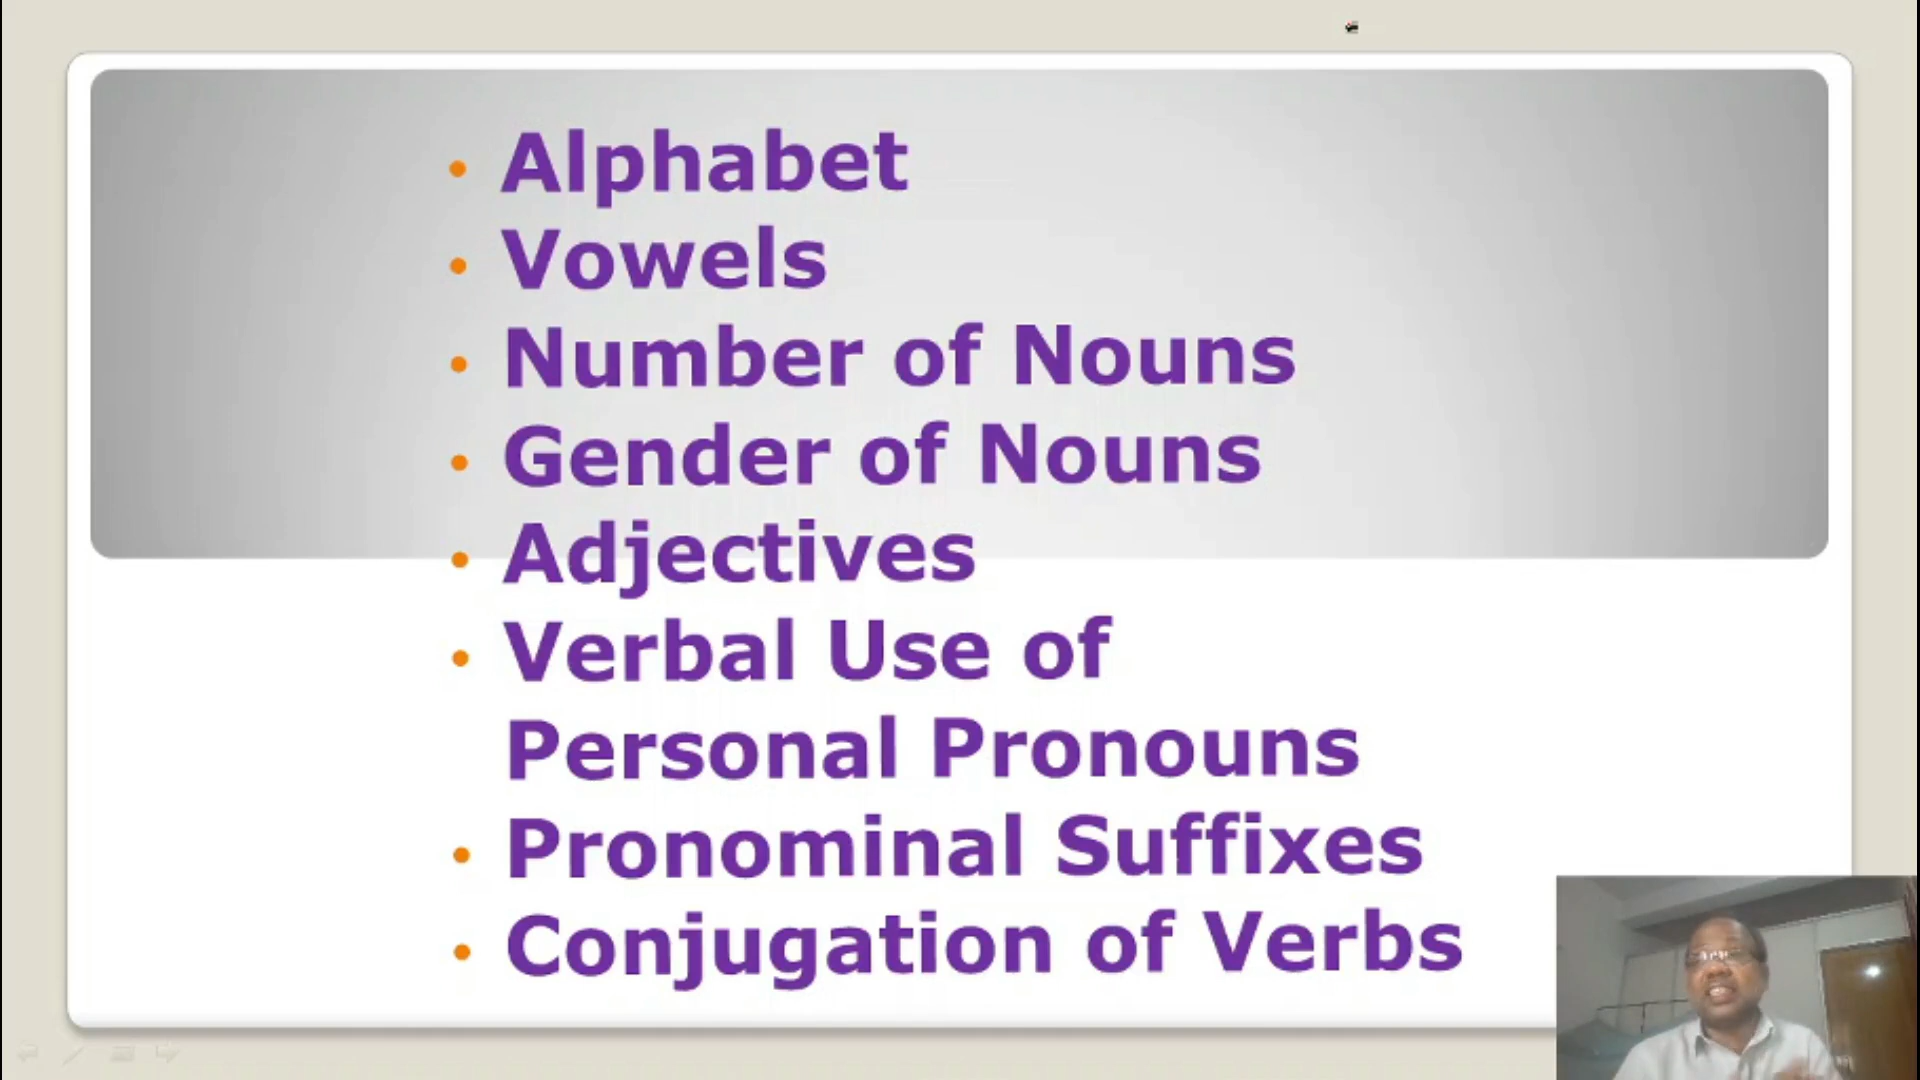 • Alphabet
• Vowels
• Number of Nouns
• Gender of Nouns
• Adjectives
• Verbal Use of
Personal Pronouns
• Pronominal Suffixes
• Conjugation of Verbs